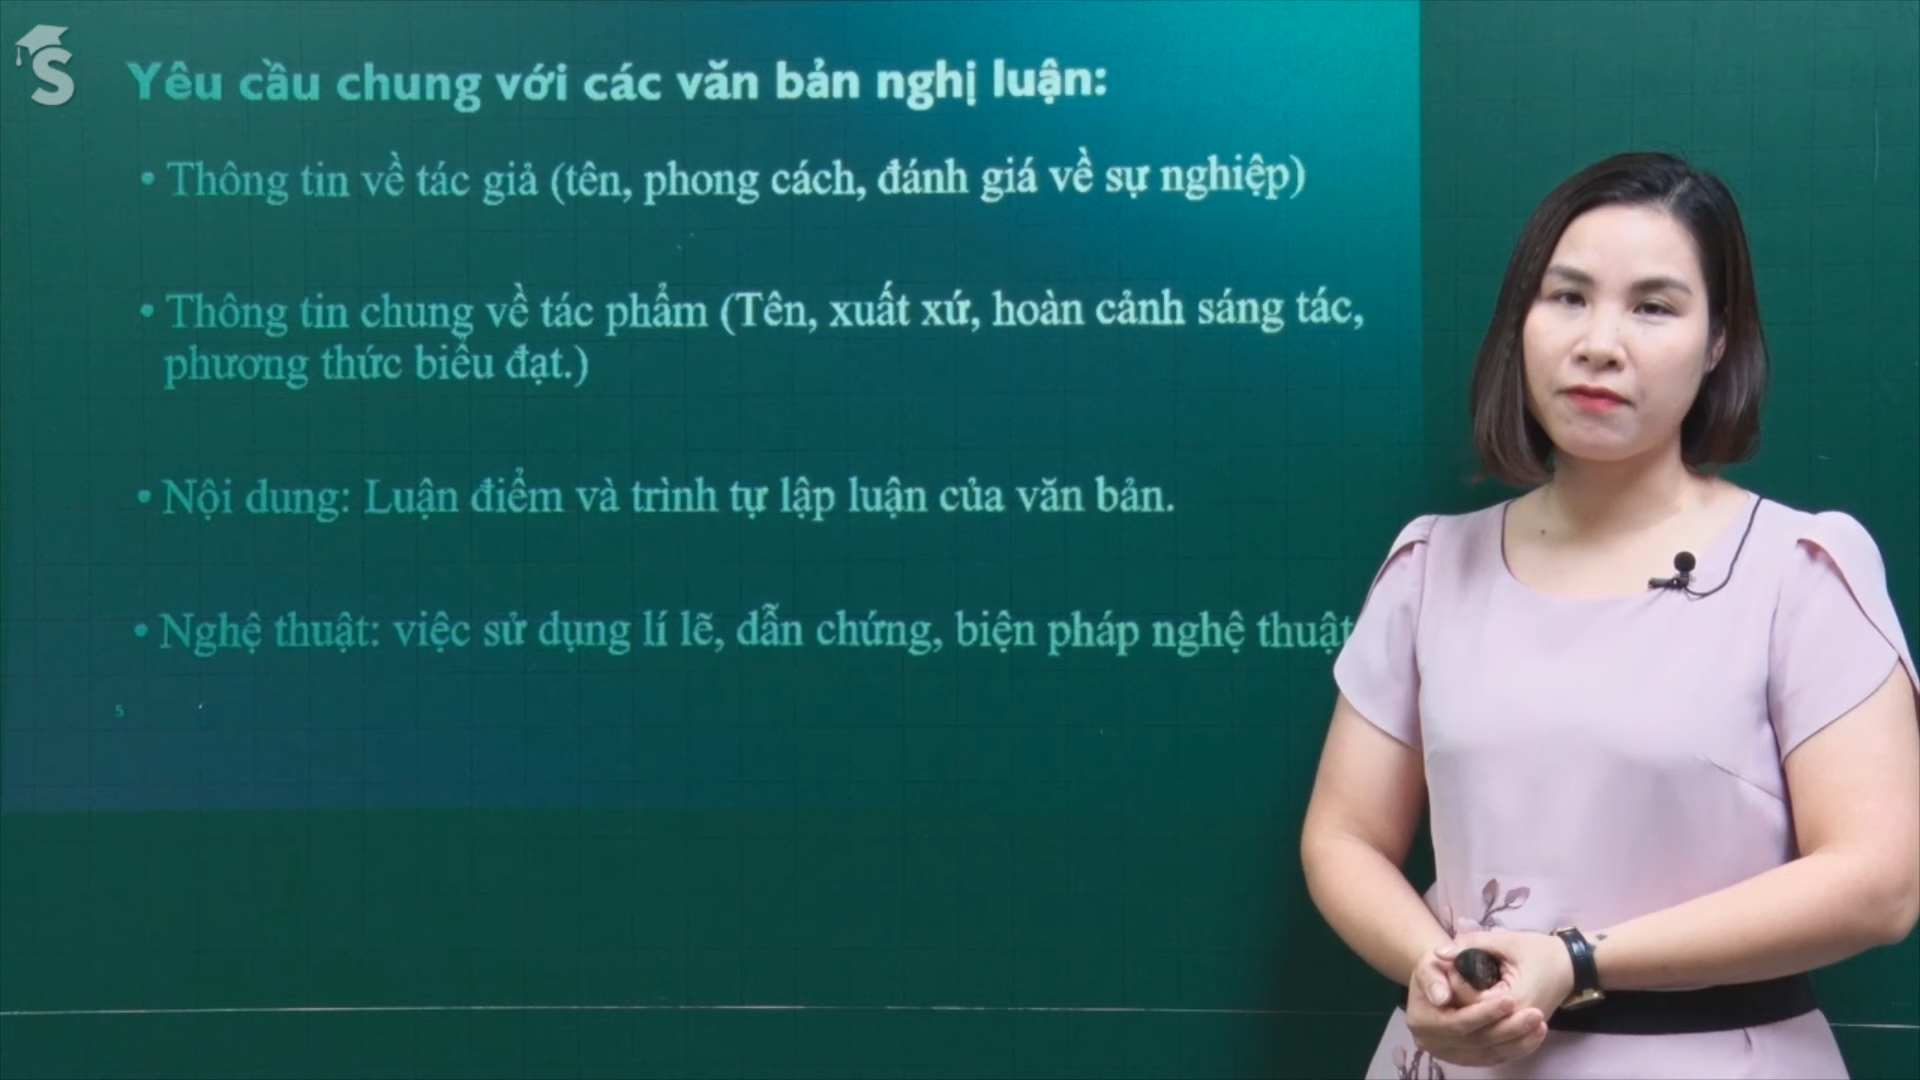 S
Yêu cầu chung với các văn bản nghị luận:
• Thông tin về tác giả (tên, phong cách, đánh giá về sự nghiệp)
• Thông tin chung về tác phẩm (Tên, xuất xứ, hoàn cảnh sáng tác,
phương thức biểu đạt.)
• Nội dung: Luận điểm và trình tự lập luận của văn bản.
• Nghệ thuật: việc sử dụng lí lẽ, dẫn chứng, biện pháp nghệ thuật
5